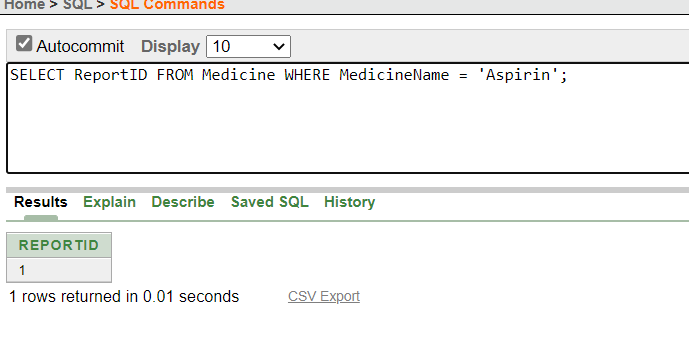 Home > SQL > SQL Commands
Autocommit Display 10
SELECT ReportID FROM Medicine WHERE MedicineName = 'Aspirin';
Results Explain Describe Saved SQL History
REPORTID
1
1 rows returned in 0.01 seconds CSV Export